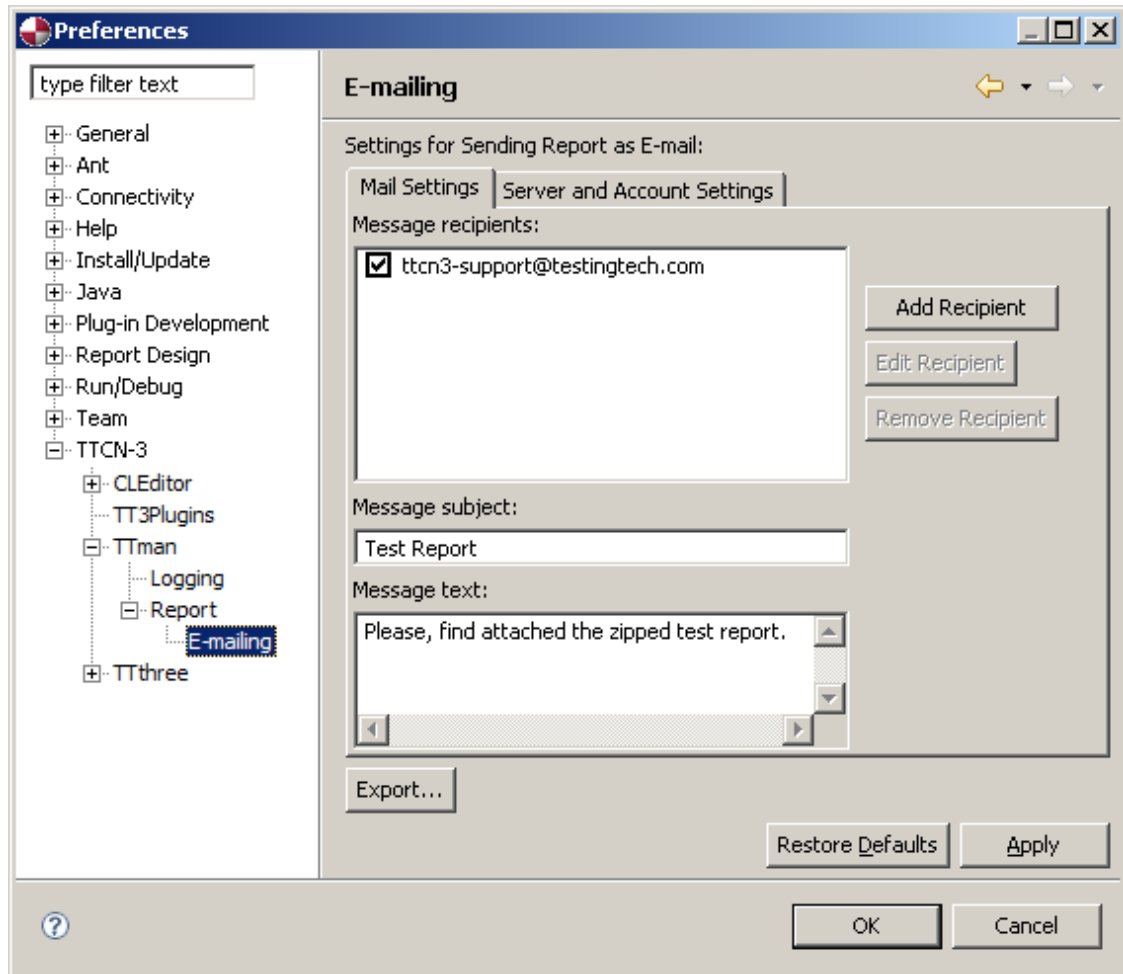 Preferences
type filter text
General
Ant
Connectivity
Help
Install/Update
Java
Plug-in Development
Report Design
Run/Debug
Team
TTCN-3
CLEditor
TT3Plugins
TTman
Logging
Report
E-mailing
TTthree
E-mailing
Settings for Sending Report as E-mail:
Mail Settings Server and Account Settings
Message recipients:
ttcn3-support@testingtech.com
Add Recipient
Edit Recipient
Remove Recipient
Message subject:
Test Report
Message text:
Please, find attached the zipped test report.
Export...
Restore Defaults Apply
OK Cancel